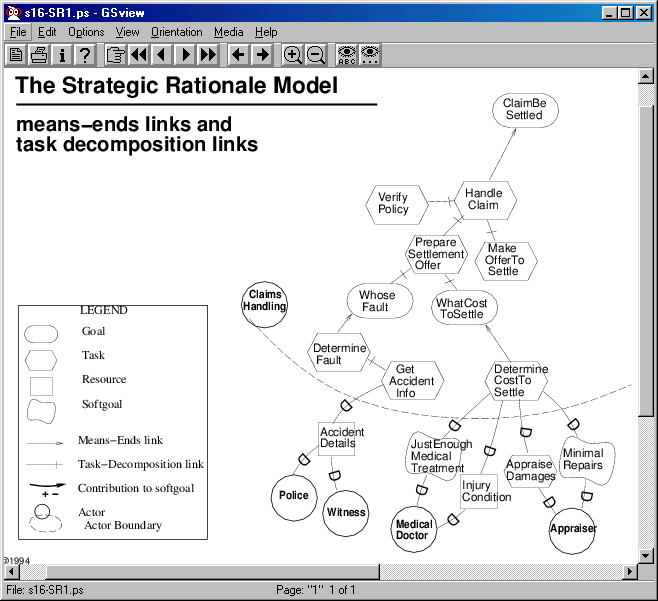 s16-SR1.ps - GSview
File Edit Options View Orientation Media Help
The Strategic Rationale Model
means–ends links and
task decomposition links
ClaimBe
Settled
Verify
Policy
Handle
Claim
Prepare
Settlement
Offer
Make
OfferTo
Settle
Claims
Handling
Whose
Fault
WhatCost
ToSettle
Determine
Fault
Get
Accident
Info
Determine
CostTo
Settle
Accident
Details
JustEnough
Medical
Treatment
Injury
Condition
Appraise
Damages
Minimal
Repairs
Police
Witness
Medical
Doctor
Appraiser
LEGEND
Goal
Task
Resource
Softgoal
Means-Ends link
Task-Decomposition link
Contribution to softgoal
+ -
Actor
Actor Boundary
©1994
File: s16-SR1.ps Page: "1" 1 of 1